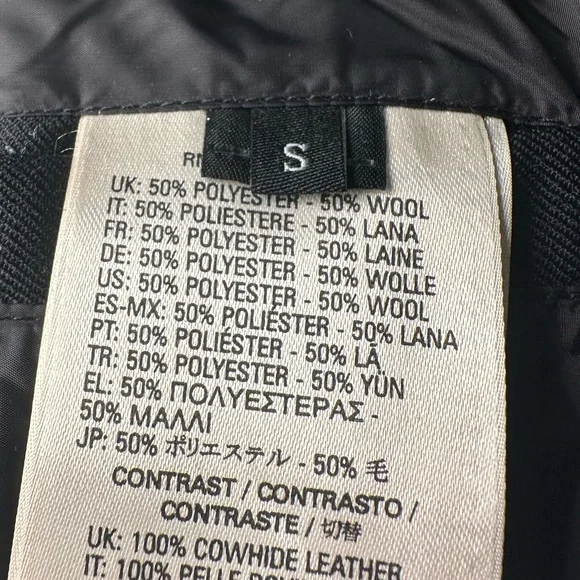 S
RN
UK: 50% POLYESTER - 50% WOOL
IT: 50% POLIESTERE - 50% LANA
FR: 50% POLYESTER - 50% LAINE
DE: 50% POLYESTER - 50% WOLLE
US: 50% POLYESTER - 50% WOOL
ES-MX: 50% POLIÉSTER - 50% LANA
PT: 50% POLIÉSTER - 50% LÃ
TR: 50% POLYESTER - 50% YÜN
EL: 50% ΠΟΛΥΕΣΤΕΡΑΣ -
50% ΜΑΛΛΙ
JP: 50% ポリエステル - 50% 毛
CONTRAST / CONTRASTO /
CONTRASTE / 切替
UK: 100% COWHIDE LEATHER
IT: 100% PELLE